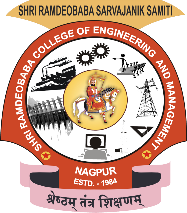 SHRI RAMDEOBABA SARVAJANIK SAMITI
SHRI RAMDEOBABA COLLEGE OF ENGINEERING AND MANAGEMENT
NAGPUR
ESTD. - 1984
श्रेष्ठम् तंत्र शिक्षणम्